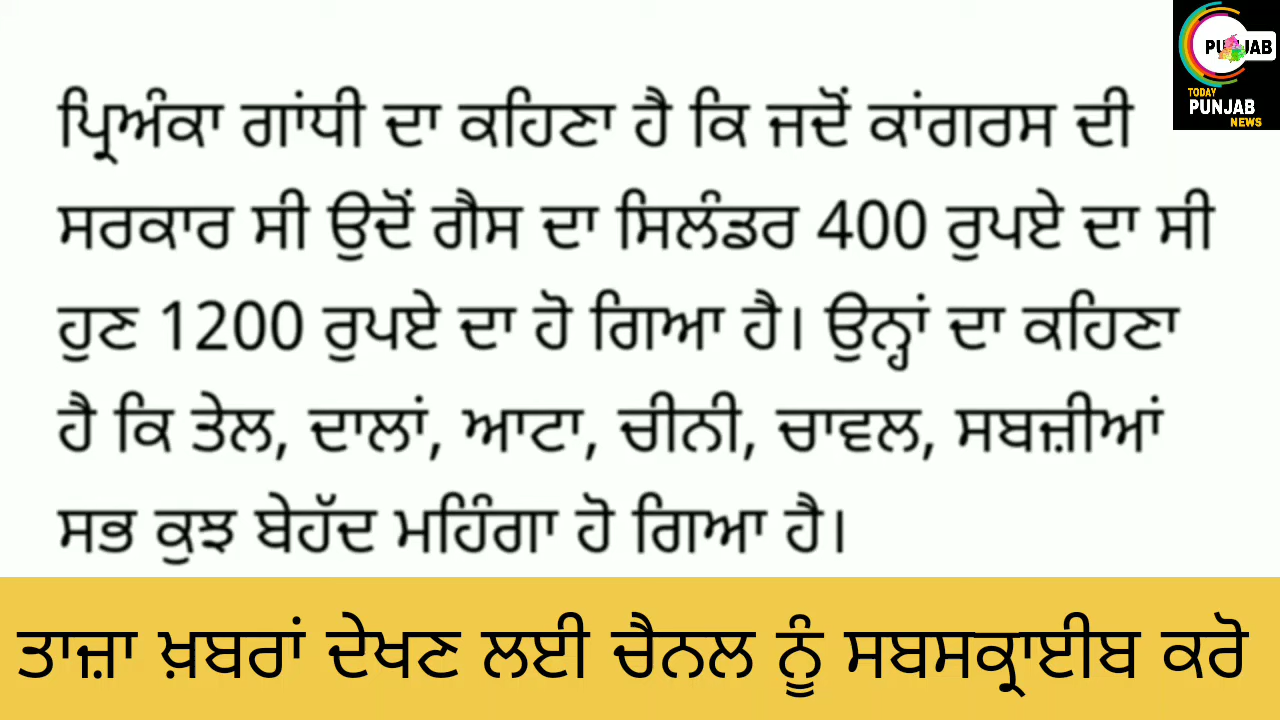 ਪ੍ਰਿਅੰਕਾ ਗਾਂਧੀ ਦਾ ਕਹਿਣਾ ਹੈ ਕਿ ਜਦੋਂ ਕਾਂਗਰਸ ਦੀ
ਸਰਕਾਰ ਸੀ ਉਦੋਂ ਗੈਸ ਦਾ ਸਿਲੰਡਰ 400 ਰੁਪਏ ਦਾ ਸੀ
ਹੁਣ 1200 ਰੁਪਏ ਦਾ ਹੋ ਗਿਆ ਹੈ। ਉਨ੍ਹਾਂ ਦਾ ਕਹਿਣਾ
ਹੈ ਕਿ ਤੇਲ, ਦਾਲਾਂ, ਆਟਾ, ਚੀਨੀ, ਚਾਵਲ, ਸਬਜ਼ੀਆਂ
ਸਭ ਕੁਝ ਬੇਹੱਦ ਮਹਿੰਗਾ ਹੋ ਗਿਆ ਹੈ।
PUNJAB
TODAY
PUNJAB
NEWS
ਤਾਜ਼ਾ ਖ਼ਬਰਾਂ ਦੇਖਣ ਲਈ ਚੈਨਲ ਨੂੰ ਸਬਸਕ੍ਰਾਈਬ ਕਰੋ